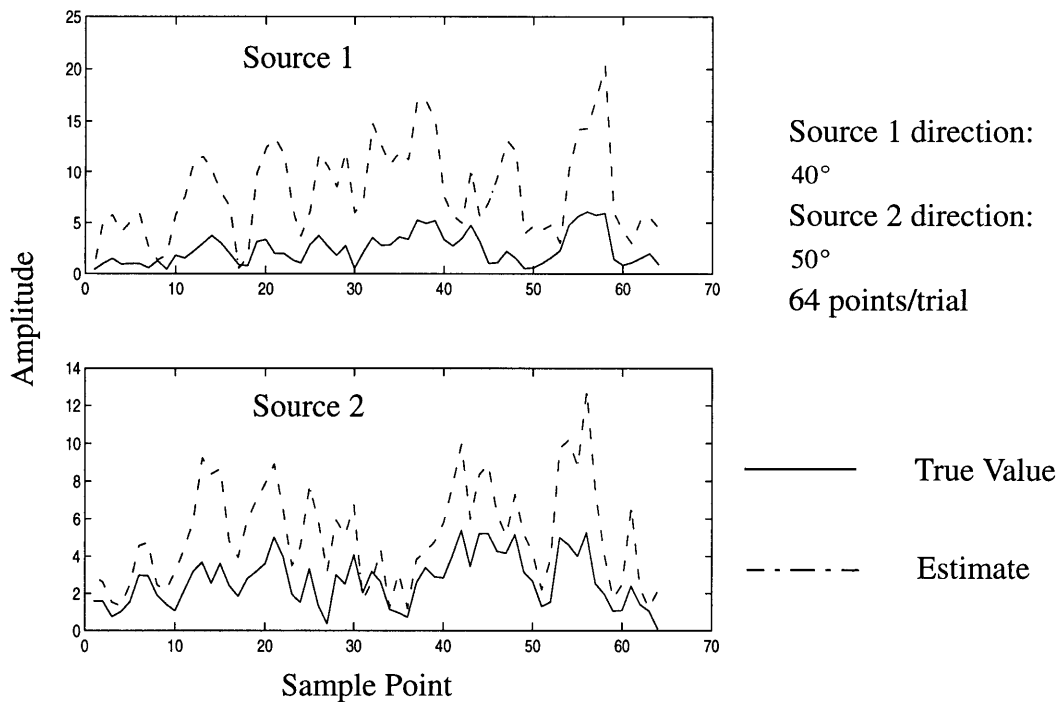 25
20
15
10
5
0
Source 1
0 10 20 30 40 50 60 70
Amplitude
14
12
10
8
6
4
2
0
Source 2
0 10 20 30 40 50 60 70
Sample Point
Source 1 direction:
40°
Source 2 direction:
50°
64 points/trial
True Value
Estimate